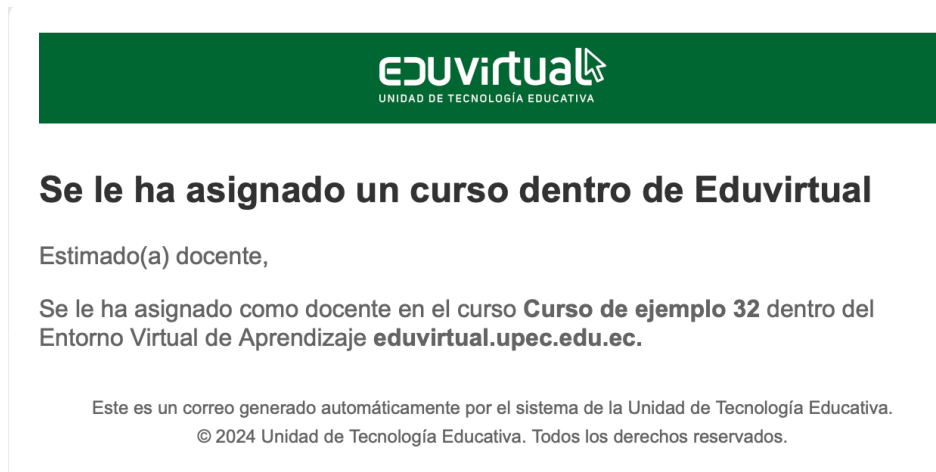 eduvirtual
UNIDAD DE TECNOLOGÍA EDUCATIVA
Se le ha asignado un curso dentro de Eduvirtual
Estimado(a) docente,
Se le ha asignado como docente en el curso Curso de ejemplo 32 dentro del
Entorno Virtual de Aprendizaje eduvirtual.upec.edu.ec.
Este es un correo generado automáticamente por el sistema de la Unidad de Tecnología Educativa.
© 2024 Unidad de Tecnología Educativa. Todos los derechos reservados.